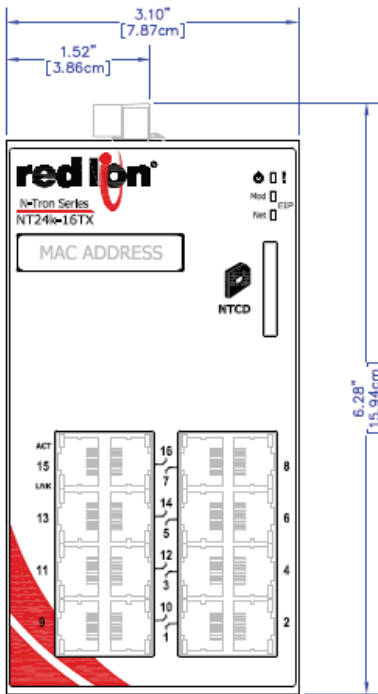 3.10"
[7.87cm]
1.52"
[3.86cm]
red lion®
N-Tron Series
NT24k-16TX
!
Mod
EIP
Net
MAC ADDRESS
NTCD
6.28"
[15.94cm]
ACT
15
LNK
16
7
8
13
14
5
6
11
12
3
4
9
10
1
2